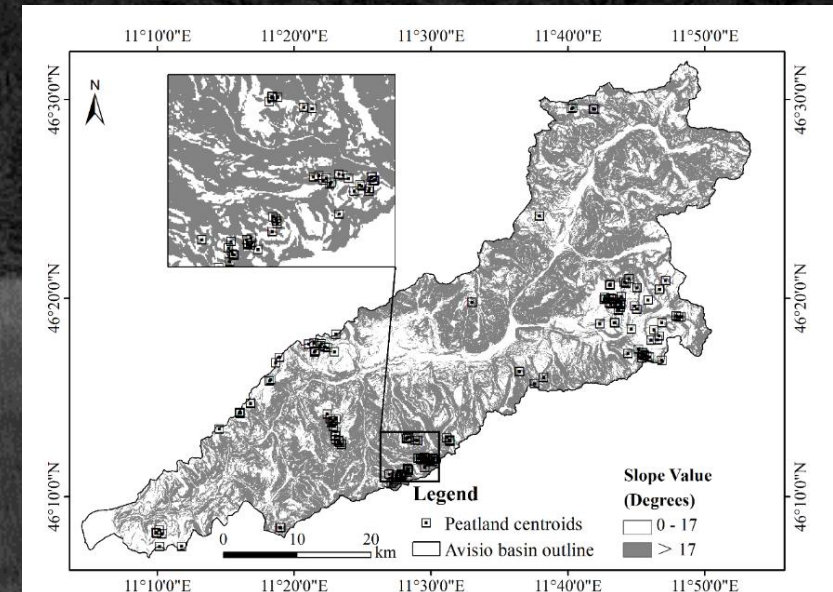 11°10'0"E 11°20'0"E 11°30'0"E 11°40'0"E 11°50'0"E
46°30'0"N 46°30'0"N
N
46°20'0"N 46°20'0"N
46°10'0"N 46°10'0"N
Legend
Peatland centroids
Avisio basin outline
Slope Value
(Degrees)
0 - 17
> 17
0 10 20
km
11°10'0"E 11°20'0"E 11°30'0"E 11°40'0"E 11°50'0"E